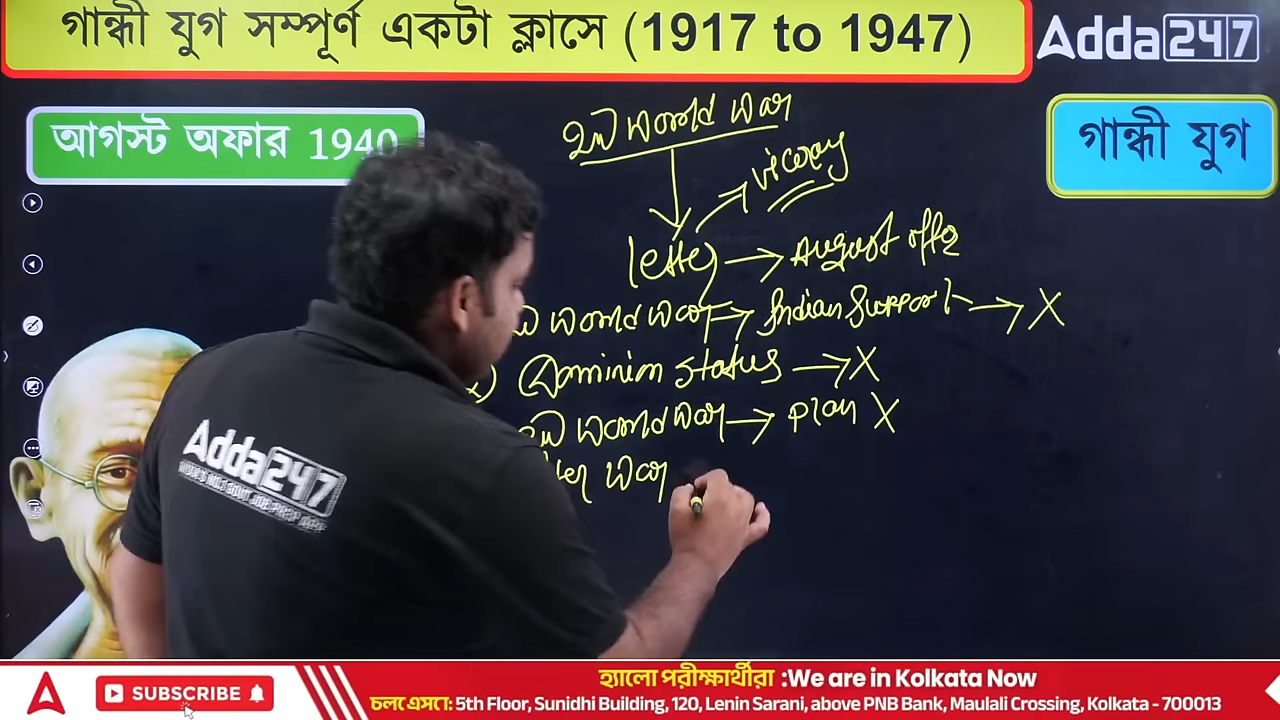 গান্ধী যুগ সম্পূর্ণ একটা ক্লাসে (1917 to 1947)
Adda247
আগস্ট অফার 1940
গান্ধী যুগ
World War
letter → August offer
World War → Indian Support → X
Dominion status → X
World War → Plan X
War
Adda247
SUBSCRIBE
হ্যালো পরীক্ষার্থীরা :We are in Kolkata Now
চলে এসো: 5th Floor, Sunidhi Building, 120, Lenin Sarani, above PNB Bank, Maulali Crossing, Kolkata - 700013